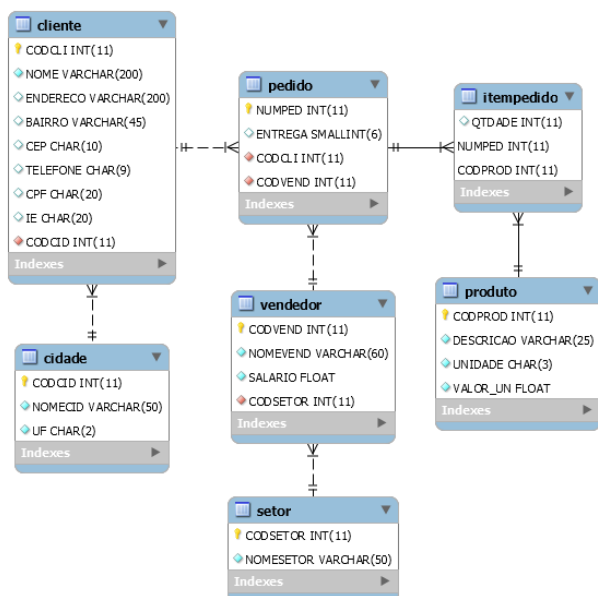 cliente
CODCLI INT(11)
NOME VARCHAR(200)
ENDERECO VARCHAR(200)
BAIRRO VARCHAR(45)
CEP CHAR(10)
TELEFONE CHAR(9)
CPF CHAR(20)
IE CHAR(20)
CODCID INT(11)
Indexes
pedido
NUMPED INT(11)
ENTREGA SMALLINT(6)
CODCLI INT(11)
CODVEND INT(11)
Indexes
itempedido
QTDADE INT(11)
NUMPED INT(11)
CODPROD INT(11)
Indexes
cidade
CODCID INT(11)
NOMECID VARCHAR(50)
UF CHAR(2)
Indexes
vendedor
CODVEND INT(11)
NOMEVEND VARCHAR(60)
SALARIO FLOAT
CODSETOR INT(11)
Indexes
produto
CODPROD INT(11)
DESCRICAO VARCHAR(25)
UNIDADE CHAR(3)
VALOR_UN FLOAT
Indexes
setor
CODSETOR INT(11)
NOMESETOR VARCHAR(50)
Indexes